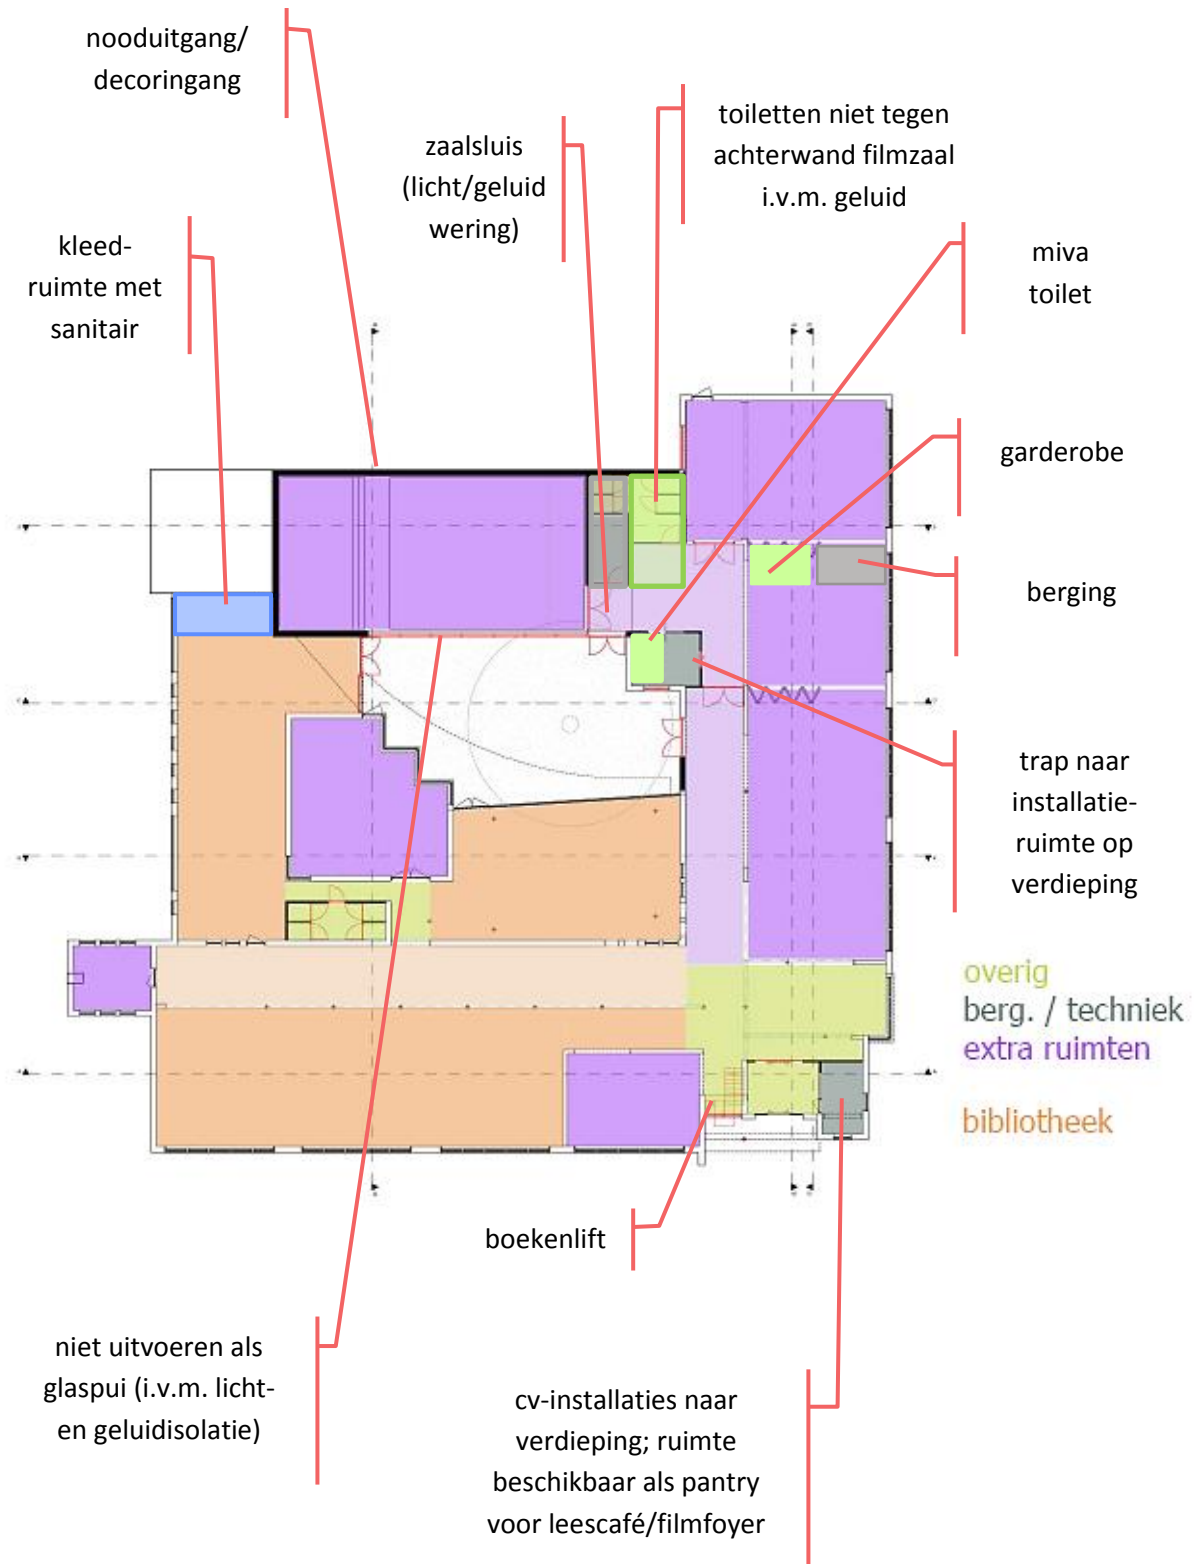 nooduitgang/
decoringang
zaalsluis
(licht/geluid
wering)
toiletten niet tegen
achterwand filmzaal
i.v.m. geluid
kleed-
ruimte met
sanitair
miva
toilet
garderobe
berging
trap naar
installatie-
ruimte op
verdieping
overig
berg. / techniek
extra ruimten
bibliotheek
boekenlift
niet uitvoeren als
glaspui (i.v.m. licht-
en geluidisolatie)
cv-installaties naar
verdieping; ruimte
beschikbaar als pantry
voor leescafé/filmfoyer